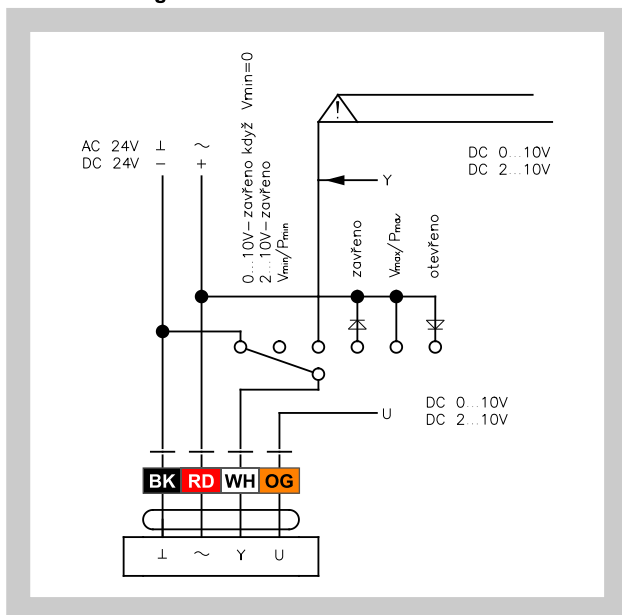 AC 24V ⊥ ~
DC 24V − +
0...10V−zavřeno když Vmin=0
2...10V−zavřeno
Vmin/Pmin
!
DC 0...10V
DC 2...10V
Y
zavřeno
Vmax/Pmax
otevřeno
U
DC 0...10V
DC 2...10V
BK RD WH OG
⊥ ~ Y U